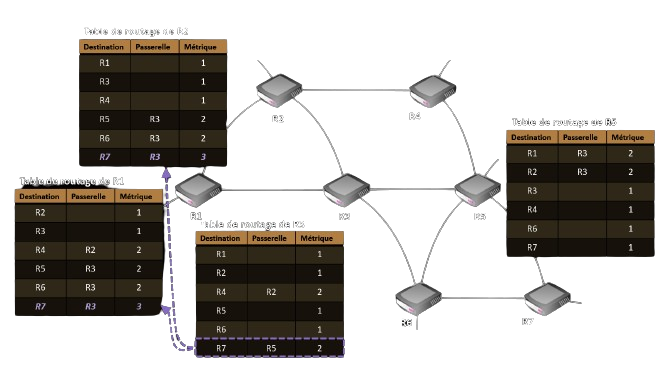 Table de routage de R2
Destination Passerelle Métrique
R1 1
R3 1
R4 1
R5 R3 2
R6 R3 2
R7 R3 3
Table de routage de R1
Destination Passerelle Métrique
R2 1
R3 1
R4 R2 2
R5 R3 2
R6 R3 2
R7 R3 3
Table de routage de R3
Destination Passerelle Métrique
R1 1
R2 1
R4 R2 2
R5 1
R6 1
R7 R5 2
Table de routage de R5
Destination Passerelle Métrique
R1 R3 2
R2 R3 2
R3 1
R4 1
R6 1
R7 1
R2
R4
R1
R3
R5
R6
R7